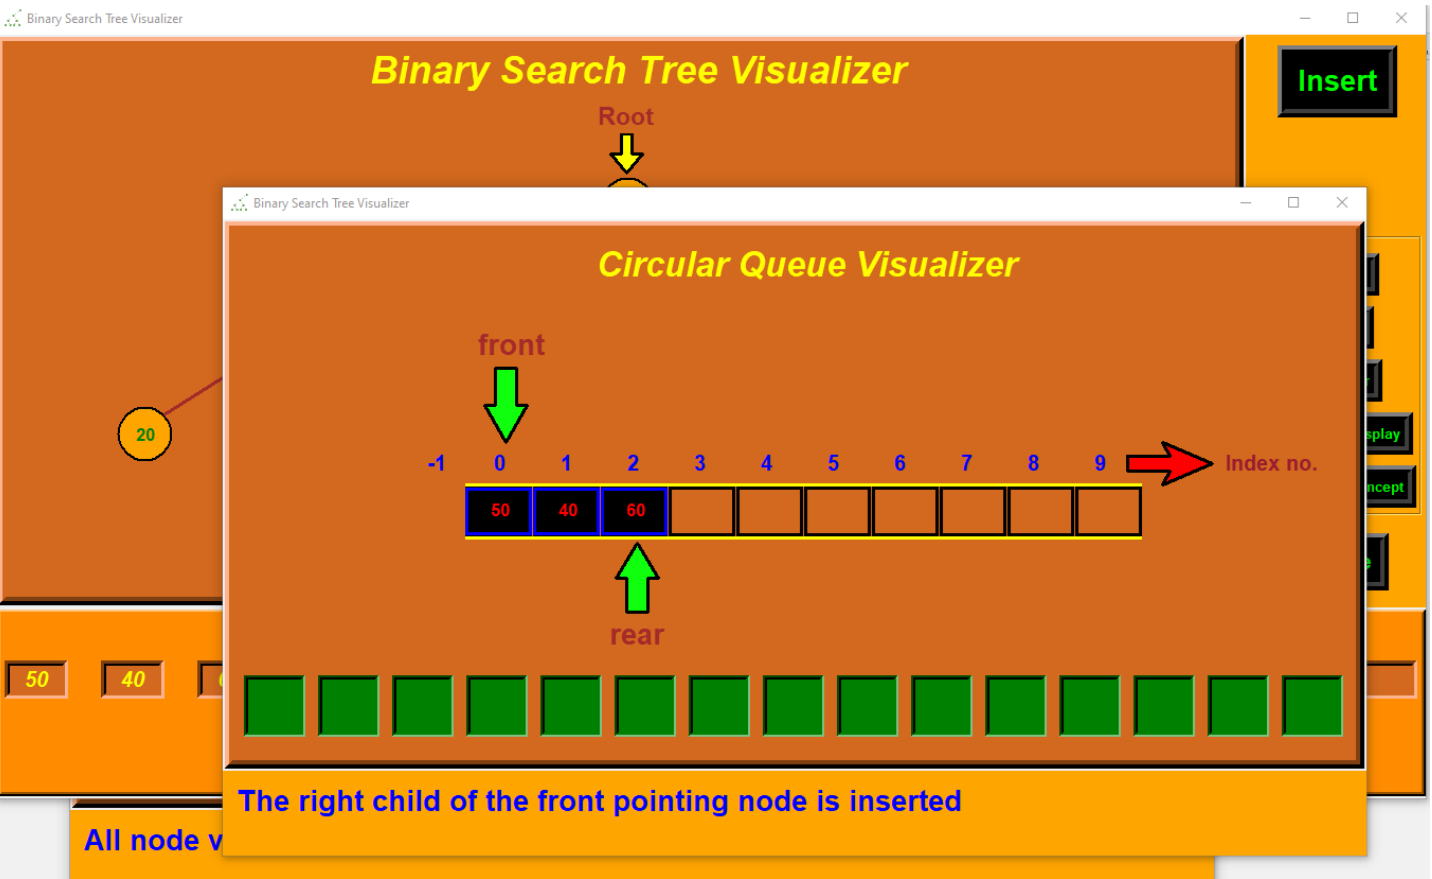 Binary Search Tree Visualizer
Binary Search Tree Visualizer
Insert
Root
Binary Search Tree Visualizer
Circular Queue Visualizer
front
-1 0 1 2 3 4 5 6 7 8 9 Index no.
50 40 60
rear
20
splay
ncept
50 40
The right child of the front pointing node is inserted
All node v